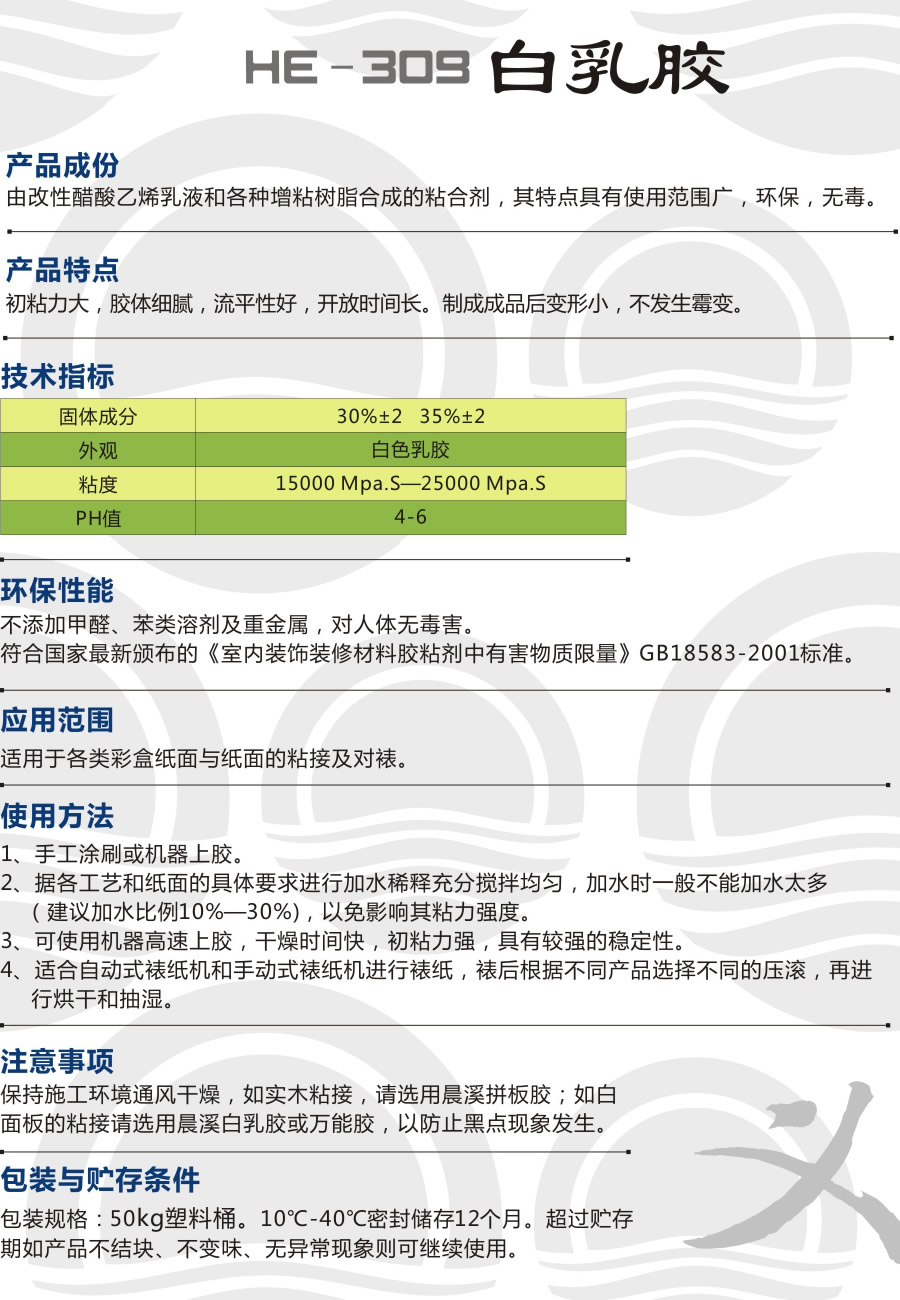 HE-309 白乳胶
产品成份
由改性醋酸乙烯乳液和各种增粘树脂合成的粘合剂，其特点具有使用范围广，环保，无毒。
产品特点
初粘力大，胶体细腻，流平性好，开放时间长。制成成品后变形小，不发生霉变。
技术指标
固体成分 30%±2 35%±2
外观 白色乳胶
粘度 15000 Mpa.S—25000 Mpa.S
PH值 4-6
环保性能
不添加甲醛、苯类溶剂及重金属，对人体无毒害。
符合国家最新颁布的《室内装饰装修材料胶粘剂中有害物质限量》GB18583-2001标准。
应用范围
适用于各类彩盒纸面与纸面的粘接及对裱。
使用方法
1、手工涂刷或机器上胶。
2、据各工艺和纸面的具体要求进行加水稀释充分搅拌均匀，加水时一般不能加水太多
（建议加水比例10%—30%)，以免影响其粘力强度。
3、可使用机器高速上胶，干燥时间快，初粘力强，具有较强的稳定性。
4、适合自动式裱纸机和手动式裱纸机进行裱纸，裱后根据不同产品选择不同的压滚，再进
行烘干和抽湿。
注意事项
保持施工环境通风干燥，如实木粘接，请选用晨溪拼板胶；如白
面板的粘接请选用晨溪白乳胶或万能胶，以防止黑点现象发生。
包装与贮存条件
包装规格：50kg塑料桶。10℃-40℃密封储存12个月。超过贮存
期如产品不结块、不变味、无异常现象则可继续使用。